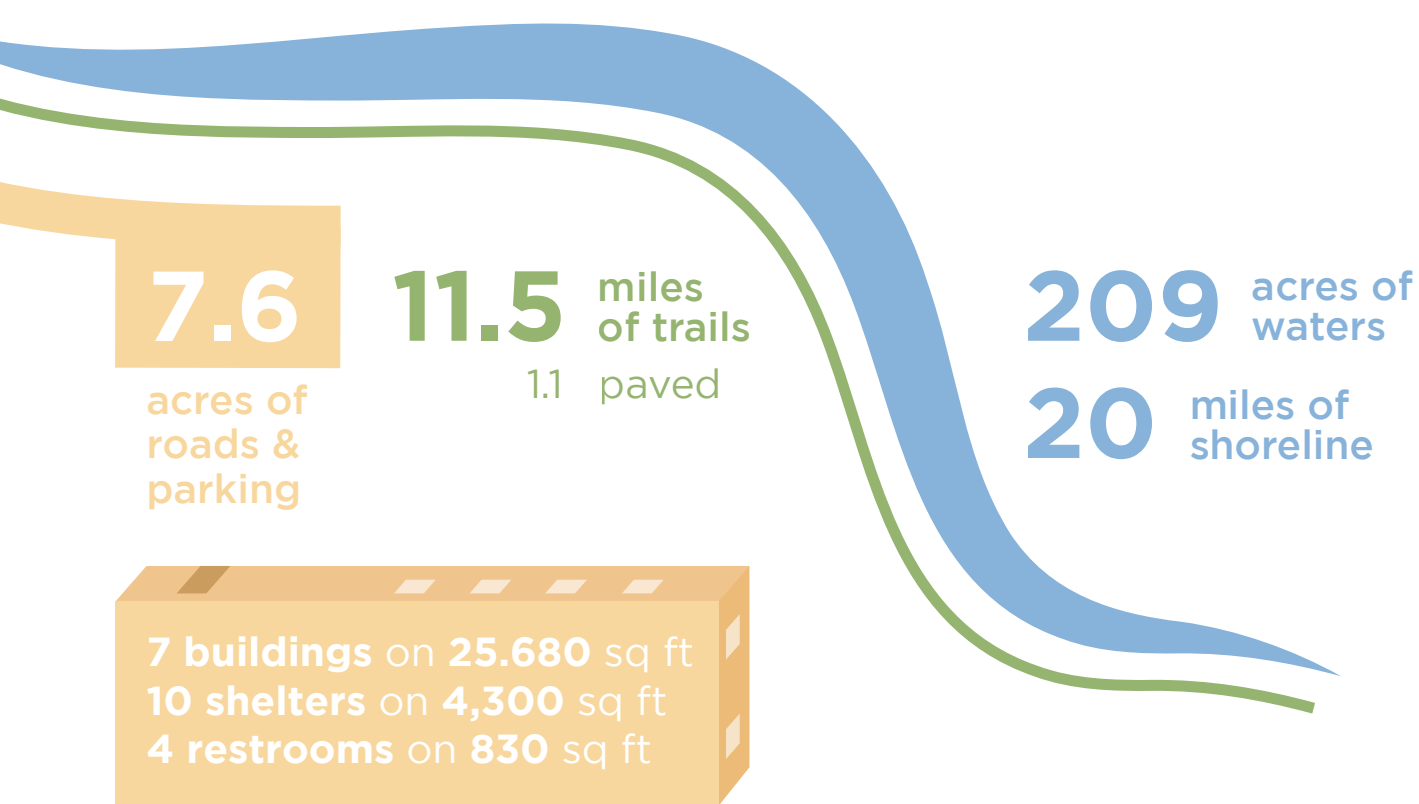 7.6
acres of
roads &
parking
11.5 miles
of trails
1.1 paved
209 acres of
waters
20 miles of
shoreline
7 buildings on 25.680 sq ft
10 shelters on 4,300 sq ft
4 restrooms on 830 sq ft